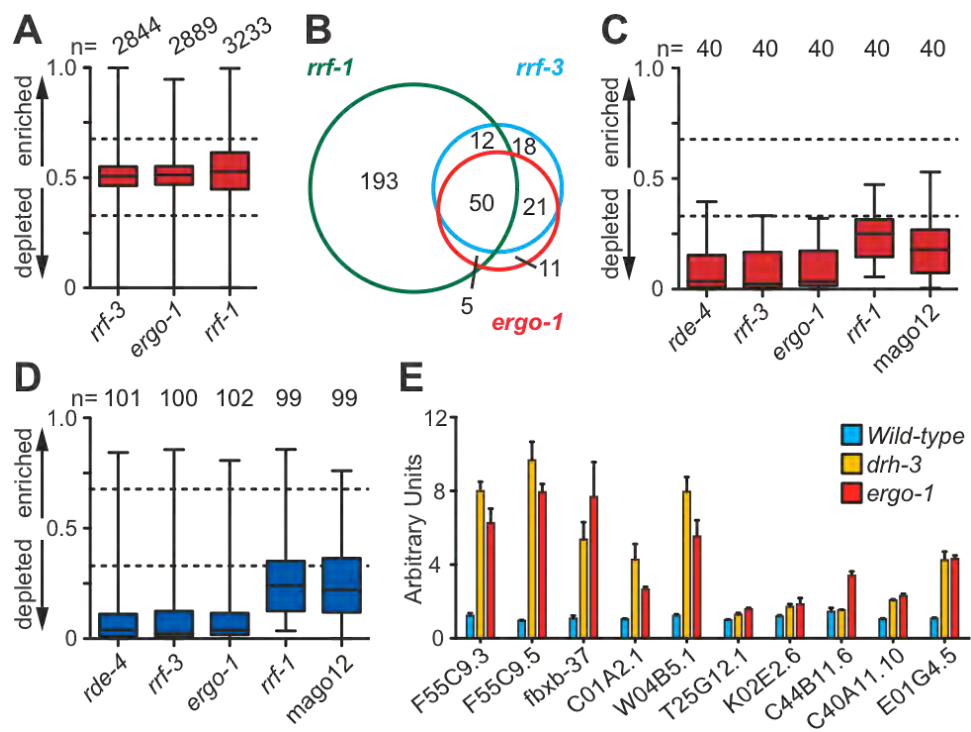 A
n= 2844 2889 3233
1.0
0.5
0
enriched
depleted
rrf-3
ergo-1
rrf-1
B
rrf-1
rrf-3
12
18
193
50
21
11
5
ergo-1
C
n= 40 40 40 40 40
1.0
0.5
0
enriched
depleted
rde-4
rrf-3
ergo-1
rrf-1
mago12
D
n= 101 100 102 99 99
1.0
0.5
0
enriched
depleted
rde-4
rrf-3
ergo-1
rrf-1
mago12
E
12
8
4
0
Arbitrary Units
Wild-type
drh-3
ergo-1
F55C9.3
F55C9.5
fbxb-37
C01A2.1
W04B5.1
T25G12.1
K02E2.6
C44B11.6
C40A11.10
E01G4.5